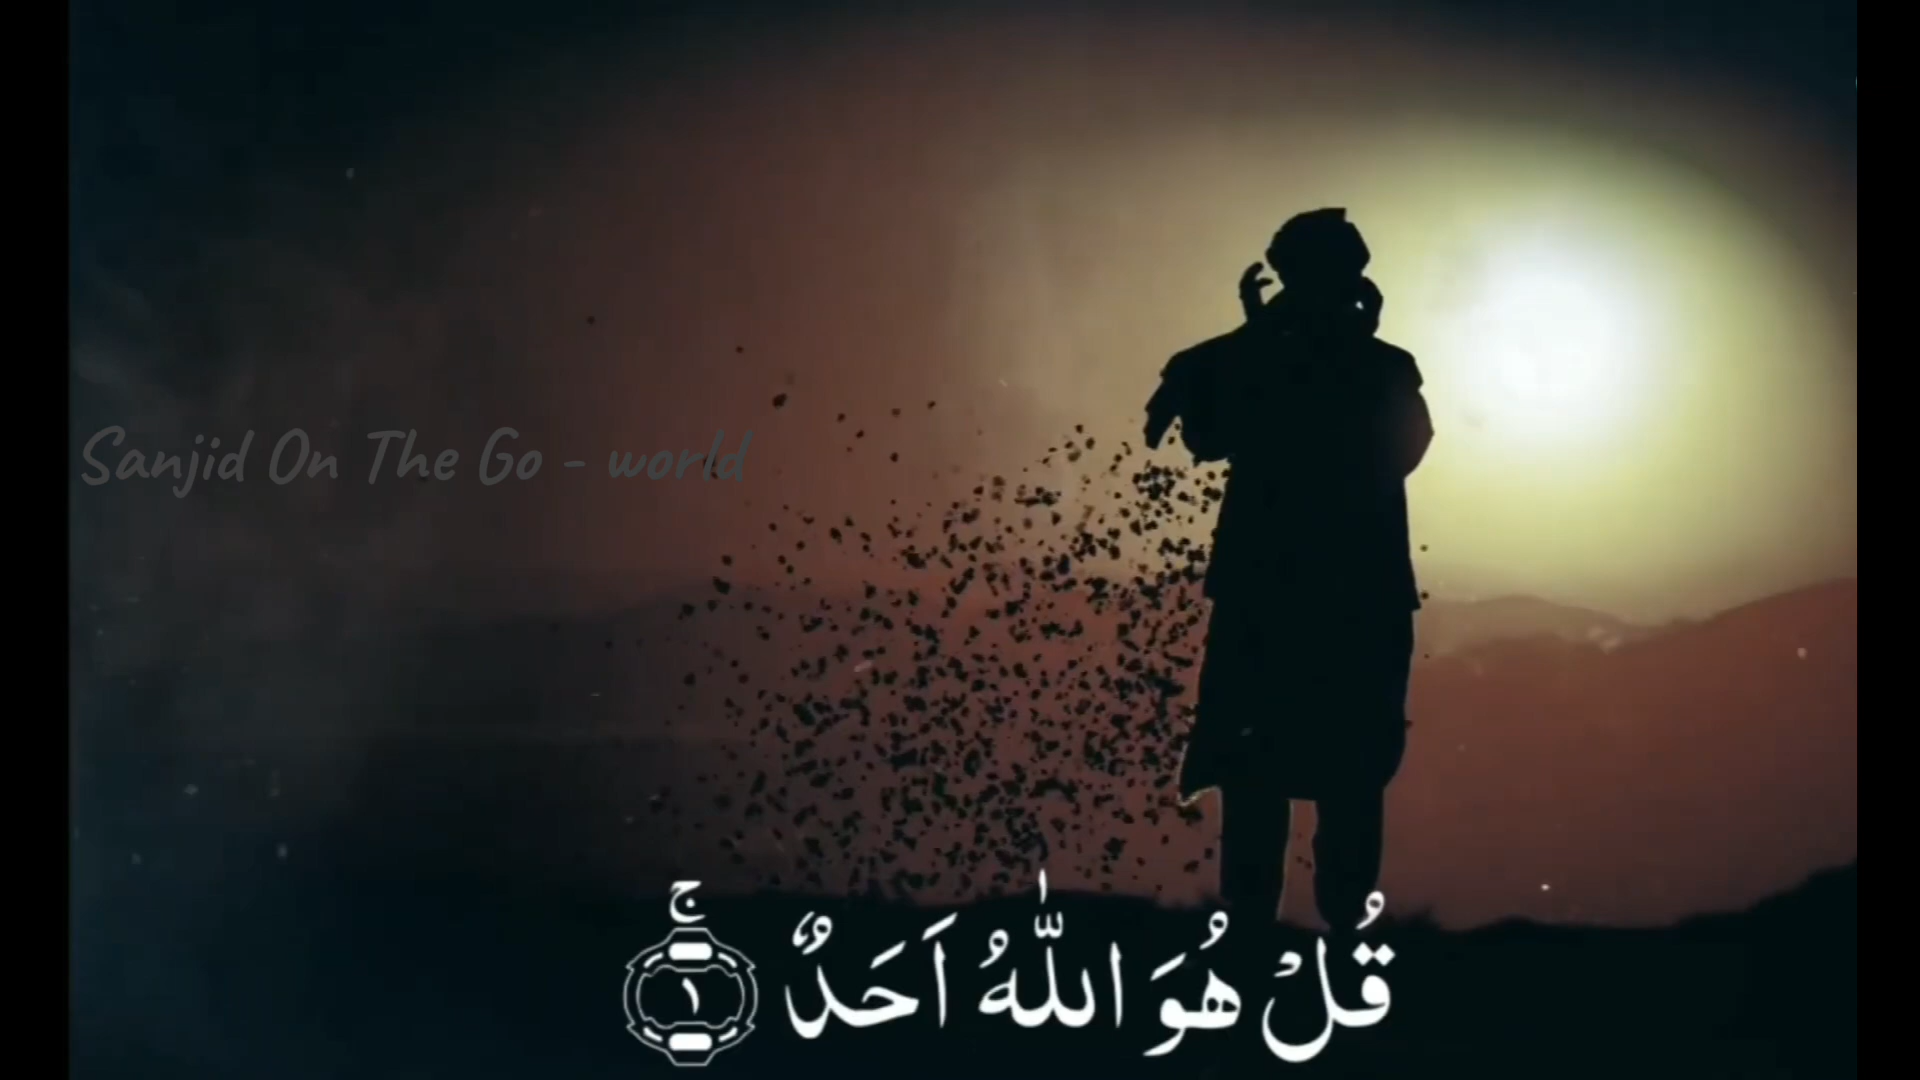 Sanjid On The Go - world
قُلْ هُوَ اللّٰهُ اَحَدٌ ۚ ١